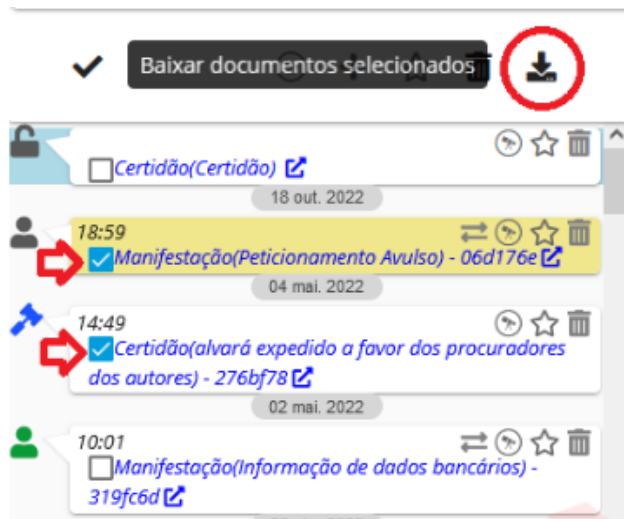 Baixar documentos selecionados
Certidão(Certidão)
18 out. 2022
18:59
Manifestação(Peticionamento Avulso) - 06d176e
04 mai. 2022
14:49
Certidão(alvará expedido a favor dos procuradores
dos autores) - 276bf78
02 mai. 2022
10:01
Manifestação(Informação de dados bancários) -
319fc6d